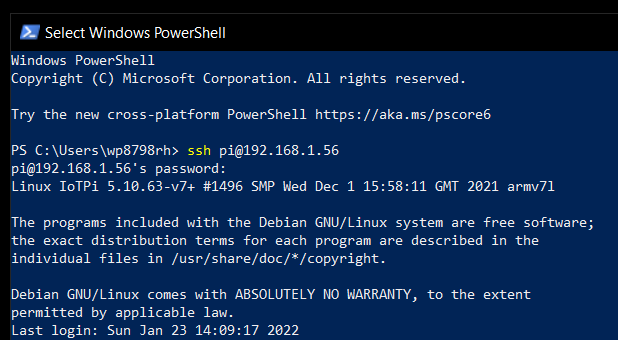 Select Windows PowerShell
Windows PowerShell
Copyright (C) Microsoft Corporation. All rights reserved.
Try the new cross-platform PowerShell https://aka.ms/pscore6
PS C:\Users\wp8798rh> ssh pi@192.168.1.56
pi@192.168.1.56's password:
Linux IoTPi 5.10.63-v7+ #1496 SMP Wed Dec 1 15:58:11 GMT 2021 armv7l
The programs included with the Debian GNU/Linux system are free software;
the exact distribution terms for each program are described in the
individual files in /usr/share/doc/*/copyright.
Debian GNU/Linux comes with ABSOLUTELY NO WARRANTY, to the extent
permitted by applicable law.
Last login: Sun Jan 23 14:09:17 2022